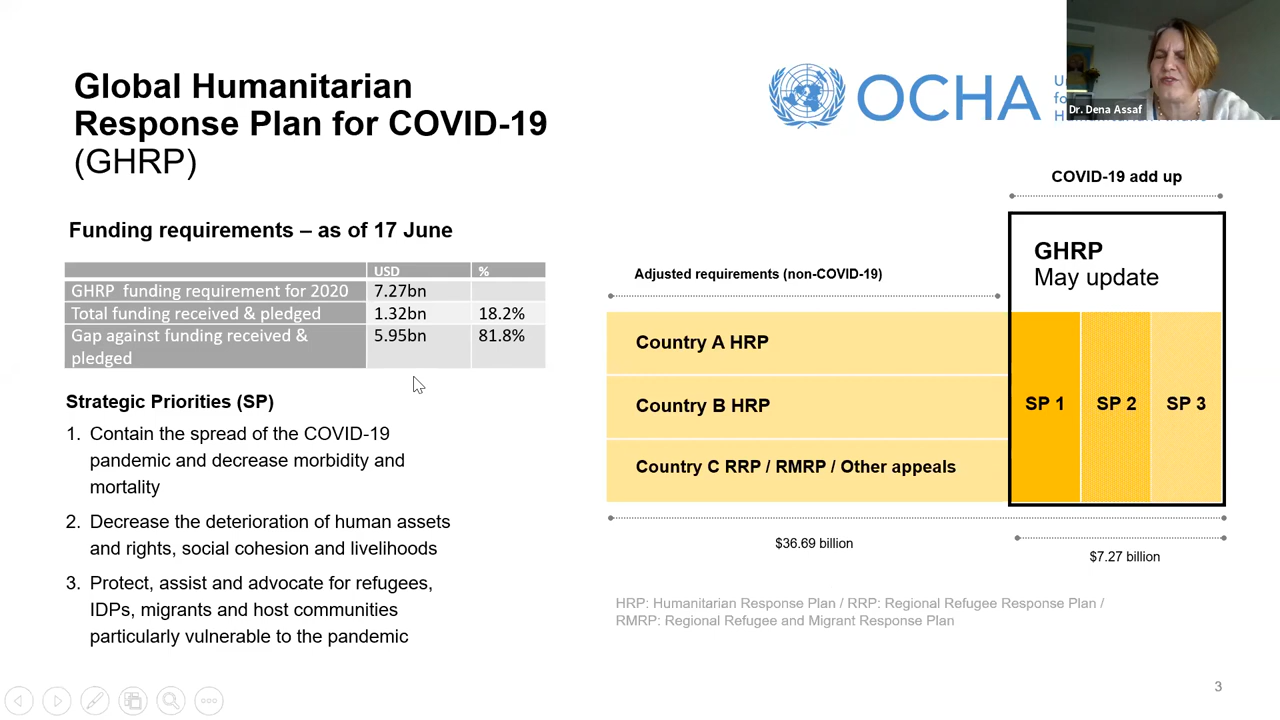 Global Humanitarian
Response Plan for COVID-19
(GHRP)
OCHA
Dr. Dena Assaf
Funding requirements – as of 17 June
USD %
GHRP funding requirement for 2020 7.27bn
Total funding received & pledged 1.32bn 18.2%
Gap against funding received & 5.95bn 81.8%
pledged
Strategic Priorities (SP)
1. Contain the spread of the COVID-19
pandemic and decrease morbidity and
mortality
2. Decrease the deterioration of human assets
and rights, social cohesion and livelihoods
3. Protect, assist and advocate for refugees,
IDPs, migrants and host communities
particularly vulnerable to the pandemic
COVID-19 add up
GHRP
May update
Adjusted requirements (non-COVID-19)
Country A HRP
Country B HRP
Country C RRP / RMRP / Other appeals
SP 1 SP 2 SP 3
$36.69 billion
$7.27 billion
HRP: Humanitarian Response Plan / RRP: Regional Refugee Response Plan /
RMRP: Regional Refugee and Migrant Response Plan
3